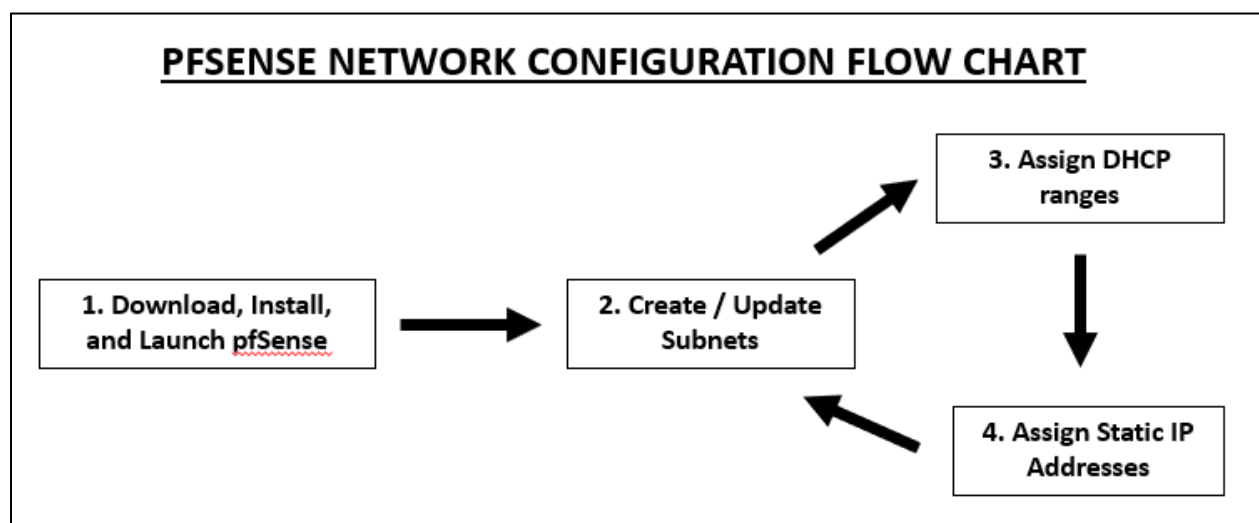 PFSENSE NETWORK CONFIGURATION FLOW CHART
1. Download, Install,
and Launch pfSense
2. Create / Update
Subnets
3. Assign DHCP
ranges
4. Assign Static IP
Addresses